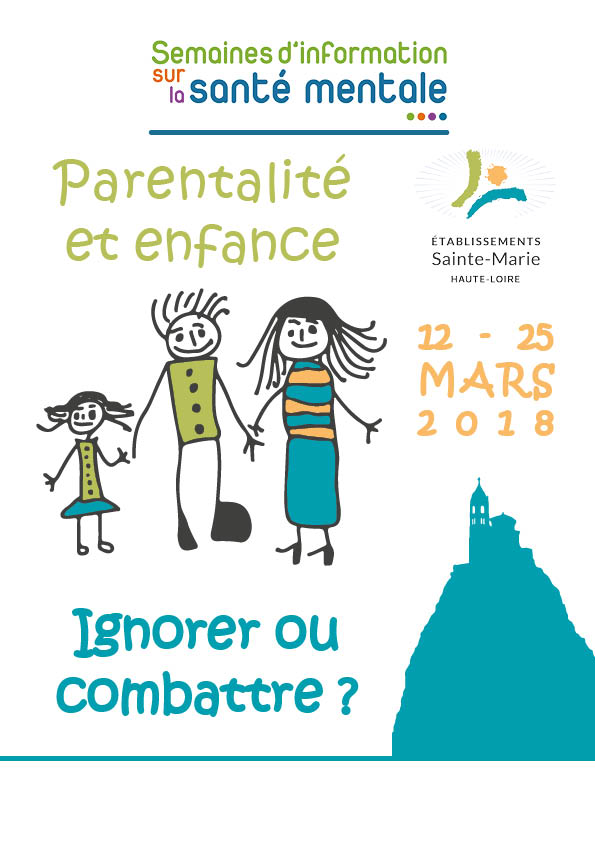 Semaines d'information
sur
la santé mentale
Parentalité
et enfance
ÉTABLISSEMENTS
Sainte-Marie
HAUTE-LOIRE
12 - 25
MARS
2018
Ignorer ou
combattre ?